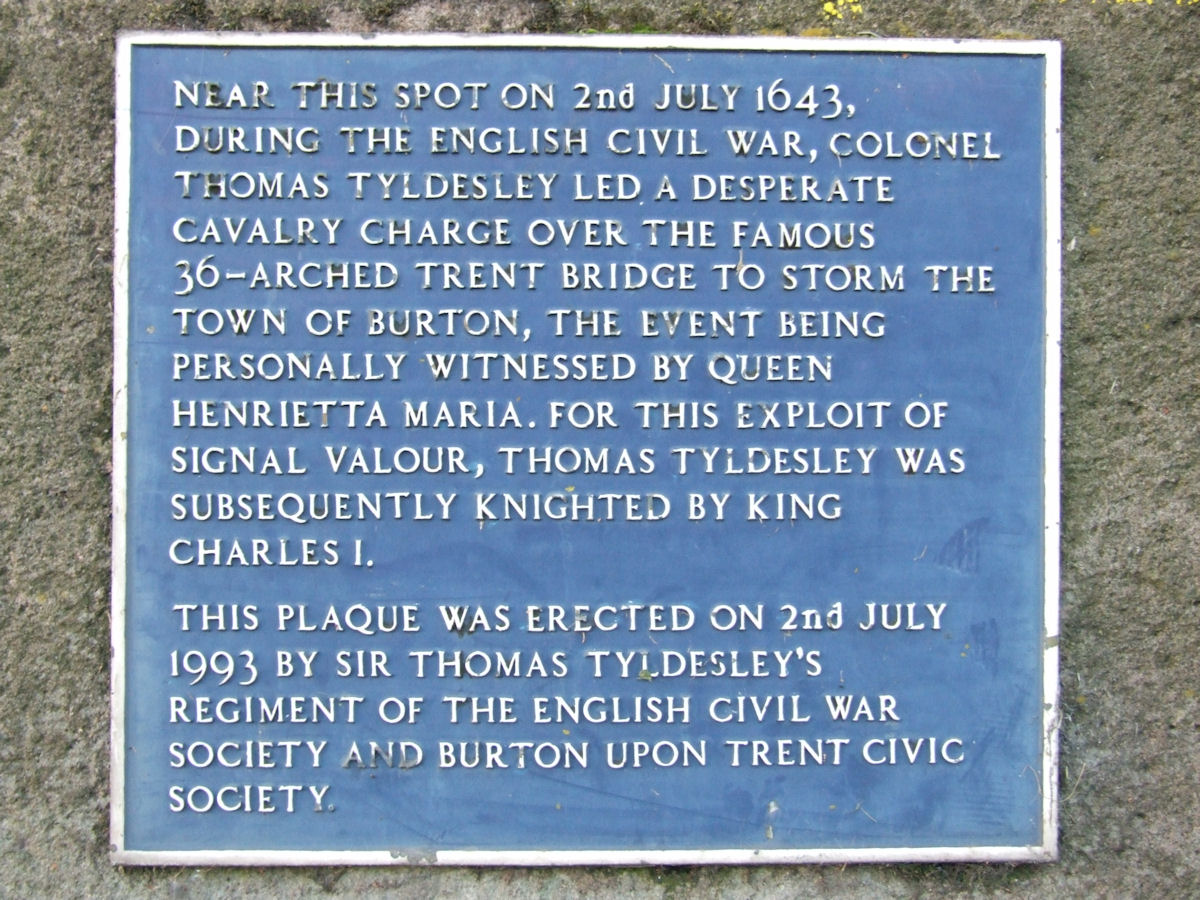 NEAR THIS SPOT ON 2nd JULY 1643,
DURING THE ENGLISH CIVIL WAR, COLONEL
THOMAS TYLDESLEY LED A DESPERATE
CAVALRY CHARGE OVER THE FAMOUS
36-ARCHED TRENT BRIDGE TO STORM THE
TOWN OF BURTON, THE EVENT BEING
PERSONALLY WITNESSED BY QUEEN
HENRIETTA MARIA. FOR THIS EXPLOIT OF
SIGNAL VALOUR, THOMAS TYLDESLEY WAS
SUBSEQUENTLY KNIGHTED BY KING
CHARLES I.
THIS PLAQUE WAS ERECTED ON 2nd JULY
1993 BY SIR THOMAS TYLDESLEY'S
REGIMENT OF THE ENGLISH CIVIL WAR
SOCIETY AND BURTON UPON TRENT CIVIC
SOCIETY.